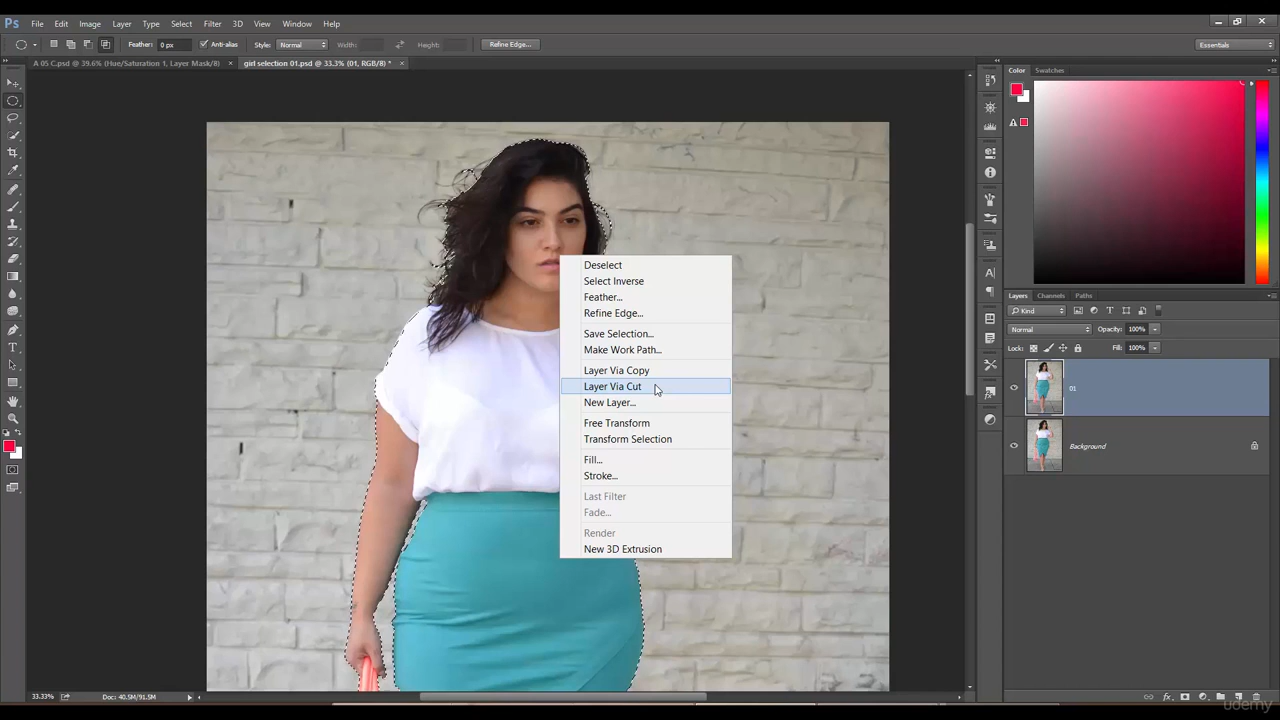 Ps File Edit Image Layer Type Select Filter 3D View Window Help
Feather: 0 px Anti-alias Style: Normal Width: Height: Refine Edge... Essentials
A 05 C.psd @ 39.6% (Hue/Saturation 1, Layer Mask/8) × girl selection 01.psd @ 33.3% (01, RGB/8) * ×
Color Swatches
Deselect
Select Inverse
Feather...
Refine Edge...
Save Selection...
Make Work Path...
Layer Via Copy
Layer Via Cut
New Layer...
Free Transform
Transform Selection
Fill...
Stroke...
Last Filter
Fade...
Render
New 3D Extrusion
Layers Channels Paths
Kind
Normal Opacity: 100%
Lock: Fill: 100%
01
Background
33.33% Doc: 40.5M/91.5M
udemy